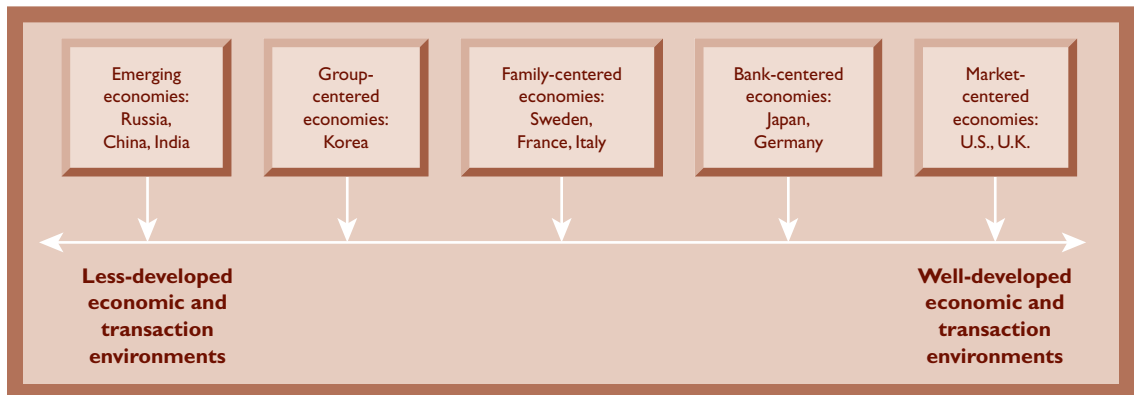 Emerging
economies:
Russia,
China, India
Group-
centered
economies:
Korea
Family-centered
economies:
Sweden,
France, Italy
Bank-centered
economies:
Japan,
Germany
Market-
centered
economies:
U.S., U.K.
Less-developed
economic and
transaction
environments
Well-developed
economic and
transaction
environments